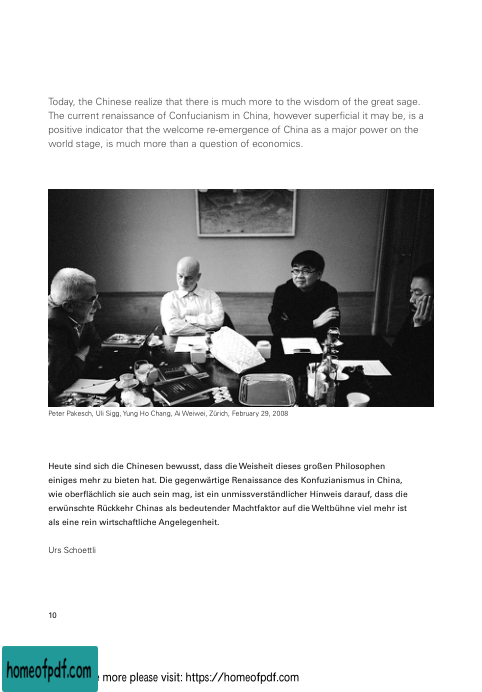 Today, the Chinese realize that there is much more to the wisdom of the great sage.
The current renaissance of Confucianism in China, however superficial it may be, is a
positive indicator that the welcome re-emergence of China as a major power on the
world stage, is much more than a question of economics.
Peter Pakesch, Uli Sigg, Yung Ho Chang, Ai Weiwei, Zürich, February 29, 2008
Heute sind sich die Chinesen bewusst, dass die Weisheit dieses großen Philosophen
einiges mehr zu bieten hat. Die gegenwärtige Renaissance des Konfuzianismus in China,
wie oberflächlich sie auch sein mag, ist ein unmissverständlicher Hinweis darauf, dass die
erwünschte Rückkehr Chinas als bedeutender Machtfaktor auf die Weltbühne viel mehr ist
als eine rein wirtschaftliche Angelegenheit.
Urs Schoettli
10
homeofpdf.com
more please visit: https://homeofpdf.com